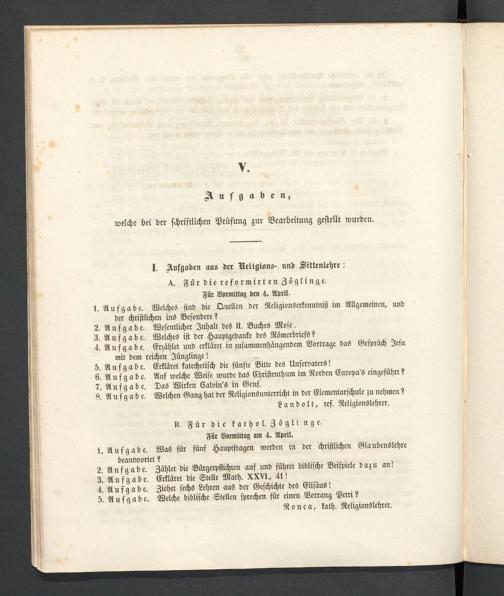 V.
Aufgaben,
welche bei der schriftlichen Prüfung zur Bearbeitung gestellt wurden.
I. Aufgaben aus der Religions- und Sittenlehre:
A. Für die reformirten Zöglinge.
Für Vormittag den 4. April.
1. Aufgabe. Welches sind die Quellen der Religionserkenntniß im Allgemeinen, und
der christlichen ins Besondere?
2. Aufgabe. Wesentlicher Inhalt des II. Buches Mose.
3. Aufgabe. Welches ist der Hauptgedanke des Römerbriefs?
4. Aufgabe. Erzählet und erkläret in zusammenhängendem Vortrage das Gespräch Jesu
mit dem reichen Jünglinge!
5. Aufgabe. Erkläret katechetisch die fünfte Bitte des Unservaters!
6. Aufgabe. Auf welche Weise wurde das Christenthum im Norden Europa's eingeführt?
7. Aufgabe. Das Wirken Calvin's in Genf.
8. Aufgabe. Welchen Gang hat der Religionsunterricht in der Elementarschule zu nehmen?
Landolt, ref. Religionslehrer.
B. Für die kathol. Zöglinge.
Für Vormittag am 4. April.
1. Aufgabe. Was für fünf Hauptfragen werden in der christlichen Glaubenslehre
beantwortet?
2. Aufgabe. Zählet die Bürgerpflichten auf und führet biblische Beispiele dazu an!
3. Aufgabe. Erkläret die Stelle Math. XXVI, 41!
4. Aufgabe. Ziehet sechs Lehren aus der Geschichte des Elisäus!
5. Aufgabe. Welche biblische Stellen sprechen für einen Vorrang Petri?
Ronca, kath. Religionslehrer.